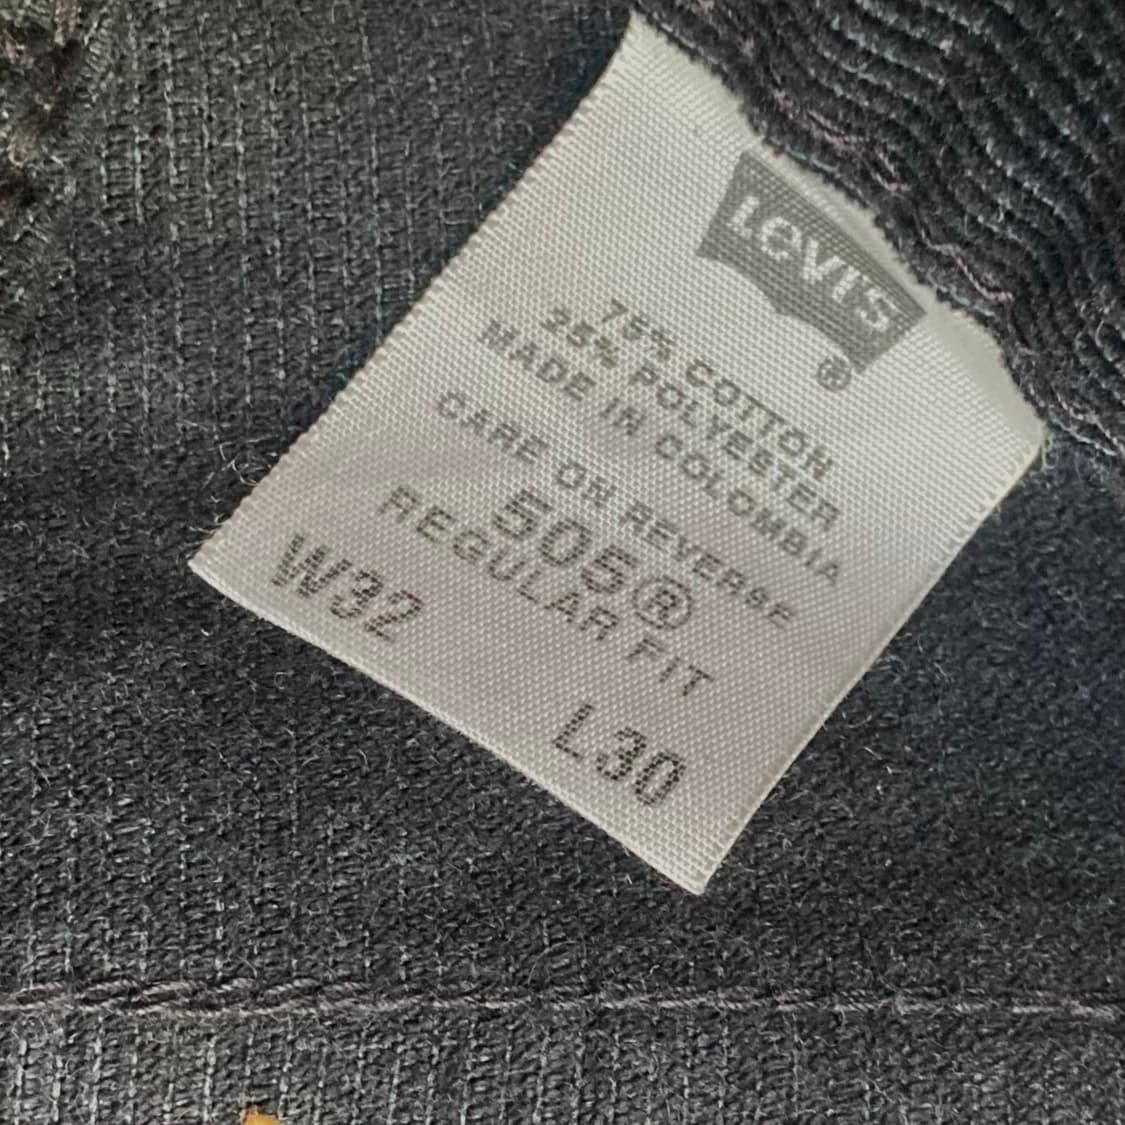 LEVI'S
®
75% COTTON
25% POLYESTER
MADE IN COLOMBIA
CARE ON REVERSE
505®
REGULAR FIT
W32 L30